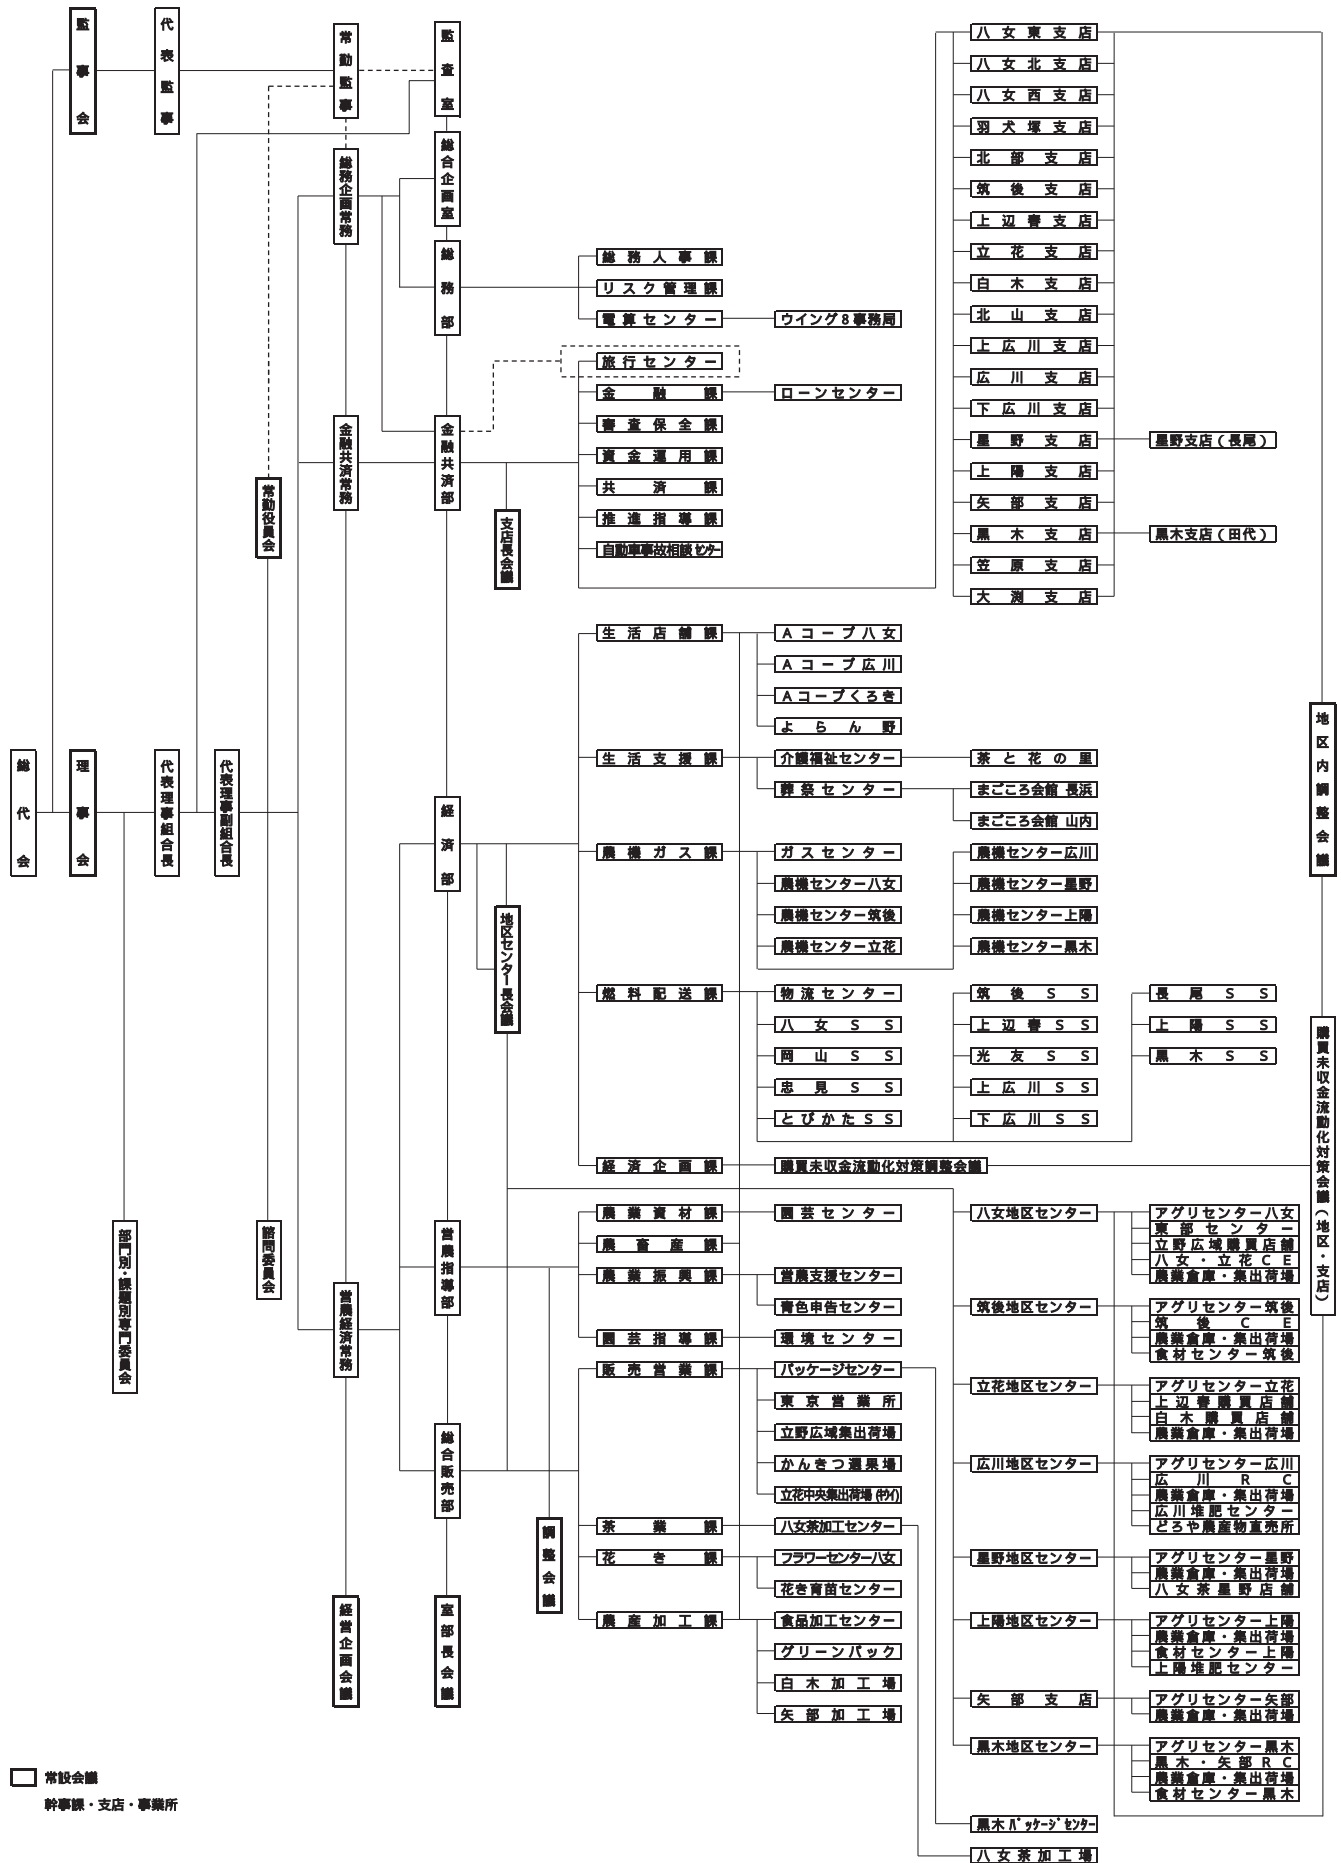 監事会
代表監事
常勤監事
監査室
総務企画常務
総合企画室
総務部
金融共済常務
金融共済部
常勤役員会
支店長会議
総代会
理事会
代表理事組合長
代表理事副組合長
経済部
地区センター長会議
部門別・課題別専門委員会
諮問委員会
営農経済常務
営農指導部
総合販売部
調整会議
経営企画会議
室部長会議
総務人事課
リスク管理課
電算センター
ウイング8事務局
旅行センター
金融課
ローンセンター
審査保全課
資金運用課
共済課
推進指導課
自動車事故相談センター
八女東支店
八女北支店
八女西支店
羽犬塚支店
北部支店
筑後支店
上辺春支店
立花支店
白木支店
北山支店
上広川支店
広川支店
下広川支店
星野支店
星野支店(長尾)
上陽支店
矢部支店
黒木支店
黒木支店(田代)
笠原支店
大渕支店
生活店舗課
Aコープ八女
Aコープ広川
Aコープくろき
よらん野
生活支援課
介護福祉センター
茶と花の里
葬祭センター
まごころ会館 長浜
まごころ会館 山内
農機ガス課
ガスセンター
農機センター八女
農機センター筑後
農機センター立花
農機センター広川
農機センター星野
農機センター上陽
農機センター黒木
燃料配送課
物流センター
八女SS
岡山SS
忠見SS
とびかたSS
筑後SS
上辺春SS
光友SS
上広川SS
下広川SS
長尾SS
上陽SS
黒木SS
経済企画課
購買未収金流動化対策調整会議
地区内調整会議
購買未収金流動化対策会議(地区・支店)
農業資材課
園芸センター
農畜産課
農業振興課
営農支援センター
青色申告センター
園芸指導課
環境センター
販売営業課
パッケージセンター
東京営業所
立野広域集出荷場
かんきつ選果場
立花中央集出荷場(キウイ)
茶業課
八女茶加工センター
花き課
フラワーセンター八女
花き育苗センター
農産加工課
食品加工センター
グリーンパック
白木加工場
矢部加工場
八女地区センター
アグリセンター八女
東部センター
立野広域購買店舗
八女・立花CE
農業倉庫・集出荷場
筑後地区センター
アグリセンター筑後
筑後CE
農業倉庫・集出荷場
食材センター筑後
立花地区センター
アグリセンター立花
上辺春購買店舗
白木購買店舗
農業倉庫・集出荷場
広川地区センター
アグリセンター広川
広川RC
農業倉庫・集出荷場
広川堆肥センター
どろや農産物直売所
星野地区センター
アグリセンター星野
農業倉庫・集出荷場
八女茶星野店舗
上陽地区センター
アグリセンター上陽
農業倉庫・集出荷場
食材センター上陽
上陽堆肥センター
矢部支店
アグリセンター矢部
農業倉庫・集出荷場
黒木地区センター
アグリセンター黒木
黒木・矢部RC
農業倉庫・集出荷場
食材センター黒木
黒木パッケージセンター
八女茶加工場
常設会議
幹事課・支店・事業所